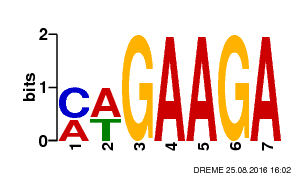 2
bits
1
0
CAGAAGA
AT
1 2 3 4 5 6 7
DREME 25.08.2016 16:02